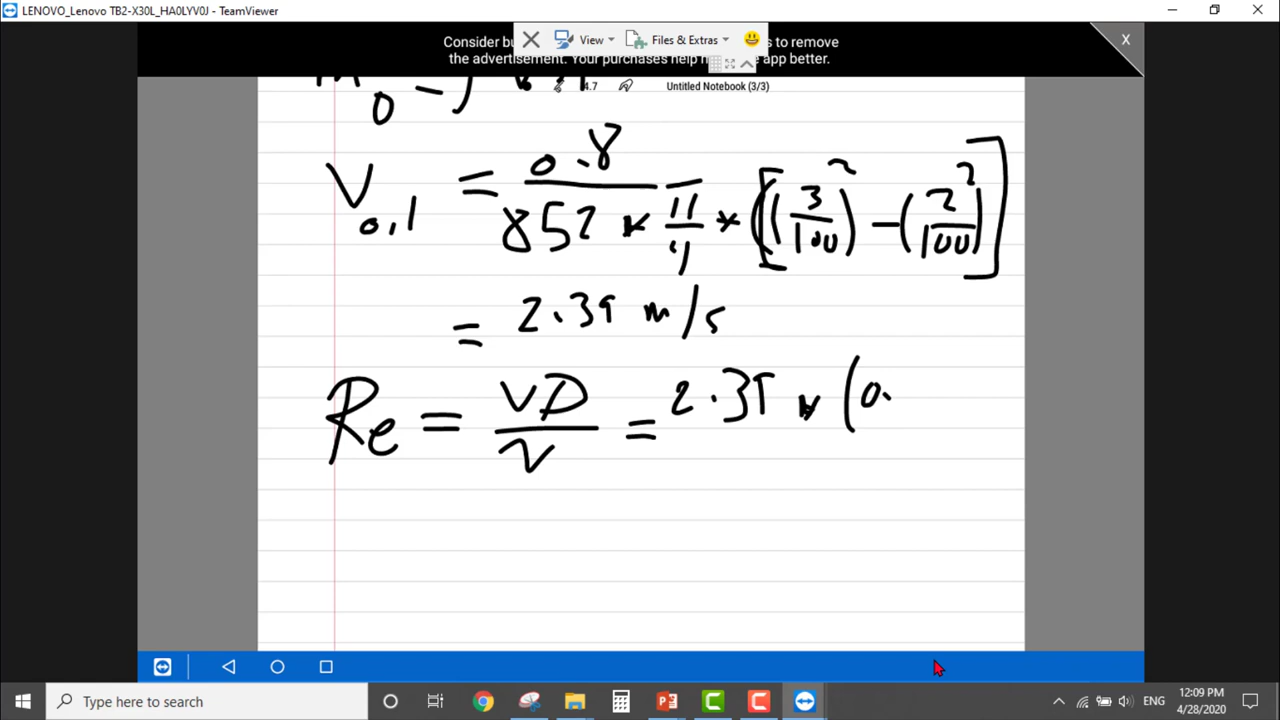 LENOVO_Lenovo TB2-X30L_HA0LYV0J - TeamViewer
View Files & Extras
Consider bu s to remove
the advertisement. Your purchases help app better.
X
4.7 Untitled Notebook (3/3)
V₀,₁ = 0.8 / (852 * π/4 * [(3/100)² - (2/100)²])
= 2.39 m/s
Re = VD/ν = 2.39 * (0.
Type here to search
ENG
12:09 PM
4/28/2020